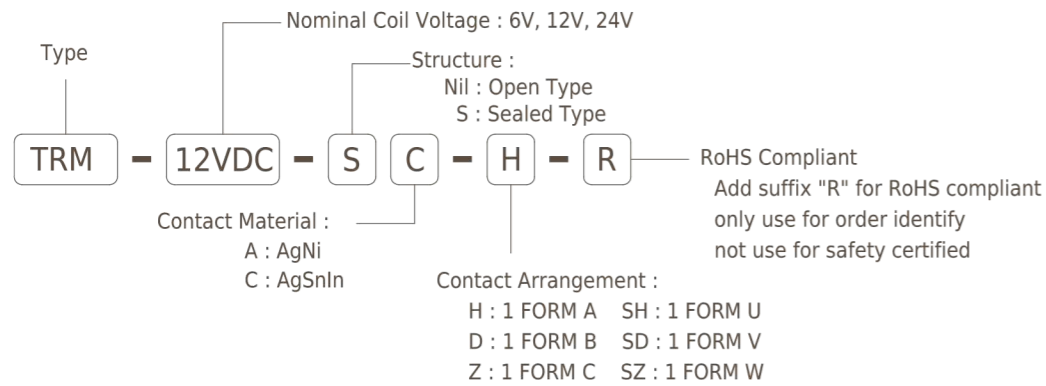 Nominal Coil Voltage : 6V, 12V, 24V
Type
Structure :
Nil : Open Type
S : Sealed Type
TRM - 12VDC - S C - H - R
RoHS Compliant
Add suffix "R" for RoHS compliant
only use for order identify
not use for safety certified
Contact Material :
A : AgNi
C : AgSnIn
Contact Arrangement :
H : 1 FORM A SH : 1 FORM U
D : 1 FORM B SD : 1 FORM V
Z : 1 FORM C SZ : 1 FORM W